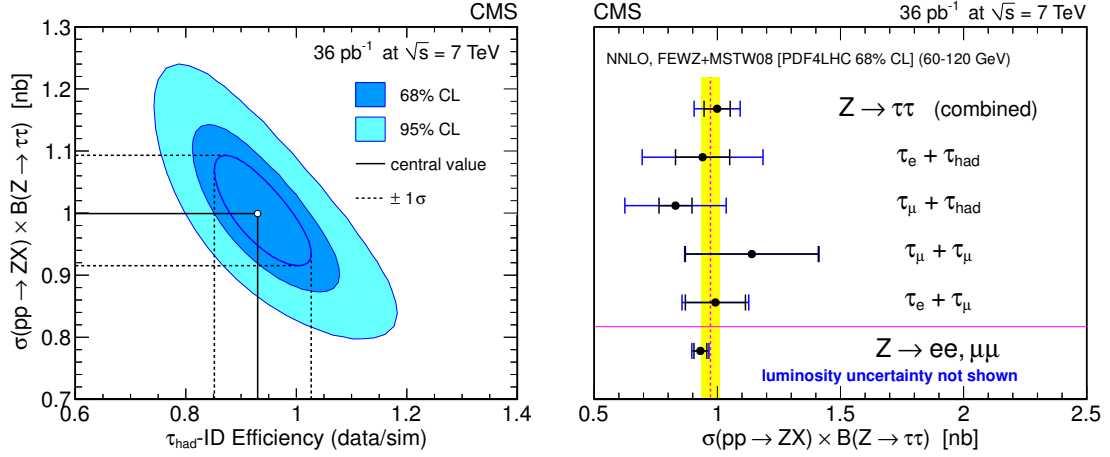 CMS
36 pb⁻¹ at √s = 7 TeV
68% CL
95% CL
central value
± 1σ
σ(pp → ZX) × B(Z → ττ) [nb]
1.3
1.2
1.1
1
0.9
0.8
0.7
0.6 0.8 1 1.2 1.4
τhad-ID Efficiency (data/sim)
CMS
36 pb⁻¹ at √s = 7 TeV
NNLO, FEWZ+MSTW08 [PDF4LHC 68% CL] (60-120 GeV)
Z → ττ (combined)
τe + τhad
τμ + τhad
τμ + τμ
τe + τμ
Z → ee, μμ
luminosity uncertainty not shown
0.5 1 1.5 2 2.5
σ(pp → ZX) × B(Z → ττ) [nb]